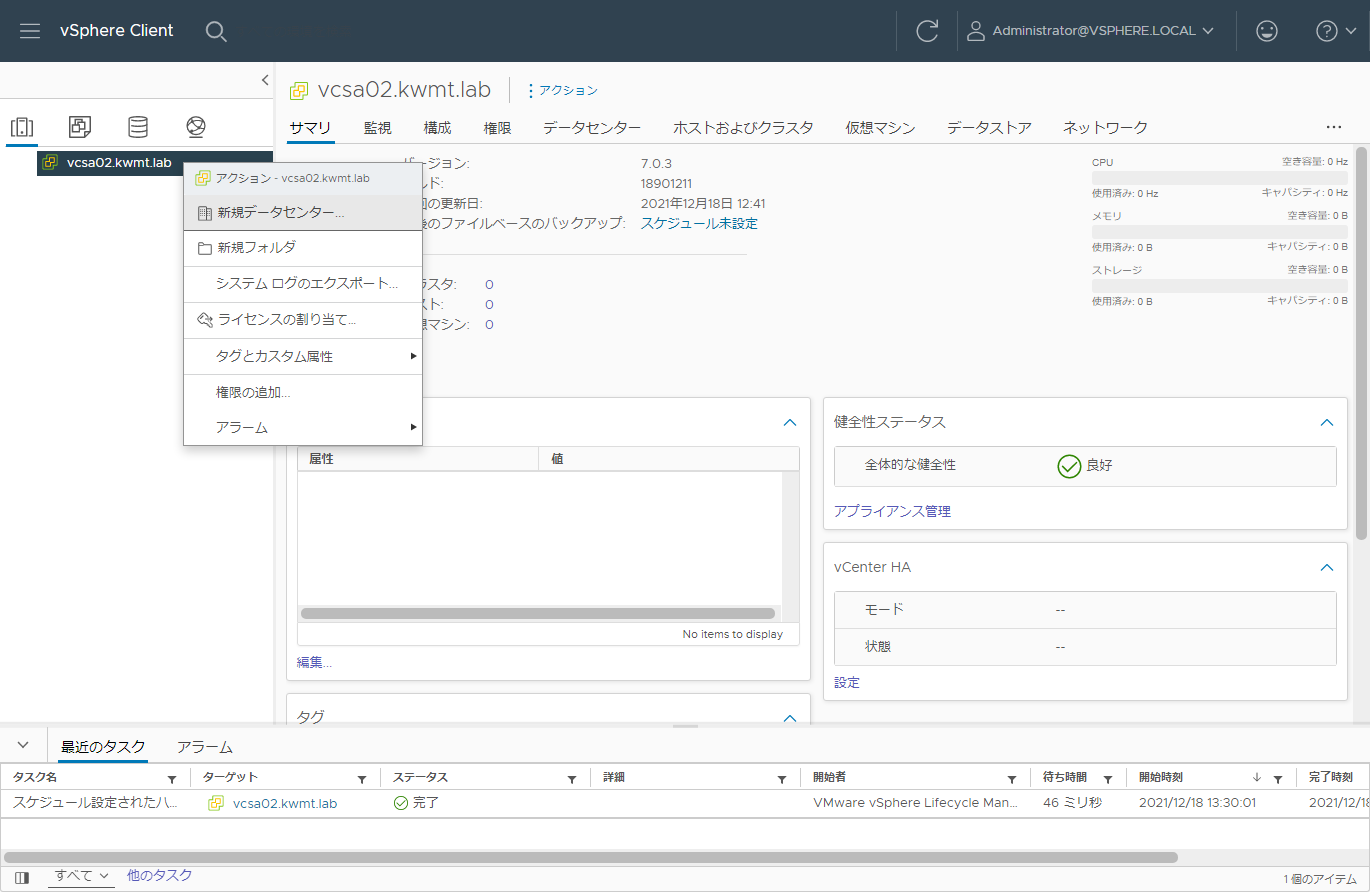 vSphere Client
Administrator@VSPHERE.LOCAL
vcsa02.kwmt.lab
アクション
サマリ 監視 構成 権限 データセンター ホストおよびクラスタ 仮想マシン データストア ネットワーク
vcsa02.kwmt.lab
アクション - vcsa02.kwmt.lab
新規データセンター...
新規フォルダ
システム ログのエクスポート...
ライセンスの割り当て...
タグとカスタム属性
権限の追加...
アラーム
ージョン: 7.0.3
ルド: 18901211
回の更新日: 2021年12月18日 12:41
後のファイルベースのバックアップ: スケジュール未設定
ラスタ: 0
スト: 0
想マシン: 0
CPU 空き容量: 0 Hz
使用済み: 0 Hz キャパシティ: 0 Hz
メモリ 空き容量: 0 B
使用済み: 0 B キャパシティ: 0 B
ストレージ 空き容量: 0 B
使用済み: 0 B キャパシティ: 0 B
属性 値
No items to display
編集...
タグ
健全性ステータス
全体的な健全性 良好
アプライアンス管理
vCenter HA
モード --
状態 --
設定
最近のタスク アラーム
タスク名 ターゲット ステータス 詳細 開始者 待ち時間 開始時刻 完了時刻
スケジュール設定されたハ... vcsa02.kwmt.lab 完了 VMware vSphere Lifecycle Man... 46 ミリ秒 2021/12/18 13:30:01 2021/12/18
すべて 他のタスク
1 個のアイテム